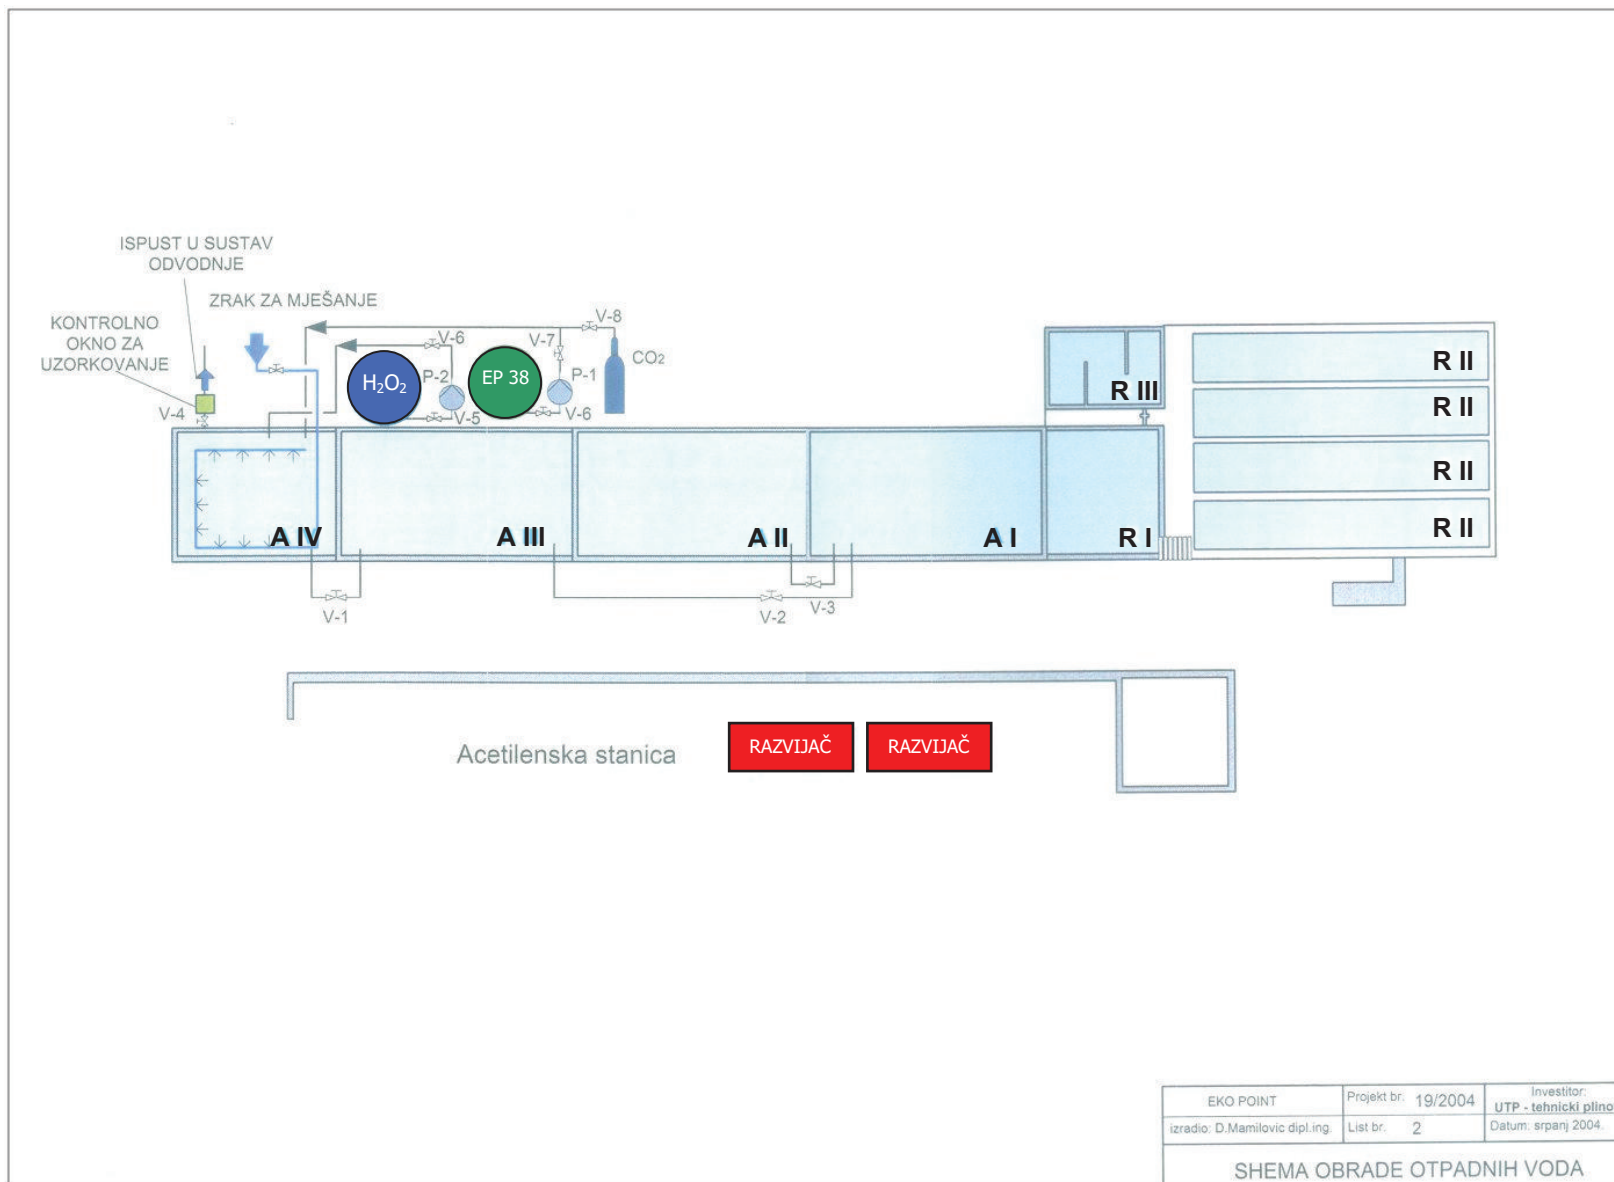 ISPUST U SUSTAV
ODVODNJE
ZRAK ZA MJEŠANJE
KONTROLNO
OKNO ZA
UZORKOVANJE
V-4
V-6
H₂O₂
P-2
V-5
EP 38
V-7
V-8
P-1
V-6
CO₂
R III
R II
R II
R II
R II
A IV
A III
A II
A I
R I
V-1
V-2
V-3
Acetilenska stanica
RAZVIJAČ
RAZVIJAČ
EKO POINT
Projekt br. 19/2004
Investitor:
UTP - tehnicki plino
izradio: D.Mamilovic dipl.ing.
List br. 2
Datum: srpanj 2004.
SHEMA OBRADE OTPADNIH VODA